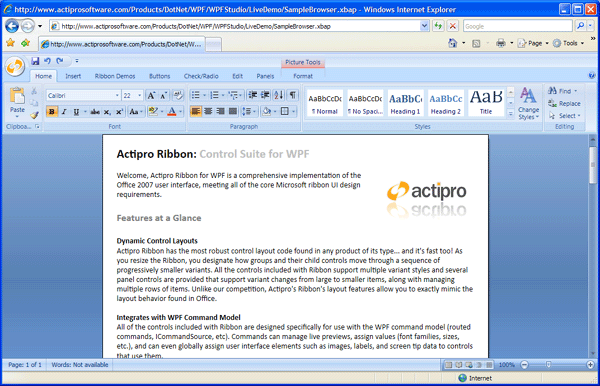 http://www.actiprosoftware.com/Products/DotNet/WPF/WPFStudio/LiveDemo/SampleBrowser.xbap - Windows Internet Explorer
http://www.actiprosoftware.com/Products/DotNet/WPF/WPFStudio/LiveDemo/SampleBrowser.xbap
Google
http://www.actiprosoftware.com/Products/DotNet/W...
Page
Tools
Picture Tools
Home Insert Ribbon Demos Buttons Check/Radio Edit Panels Format
Paste
Calibri 22
AaBbCcDc AaBbCcDc AaBbC AaBbCc AaB
¶ Normal ¶ No Spaci... Heading 1 Heading 2 Title
Change Styles
Find
Replace
Select
Clipboa... Font Paragraph Styles Editing
Actipro Ribbon: Control Suite for WPF
Welcome, Actipro Ribbon for WPF is a comprehensive implementation of the
Office 2007 user interface, meeting all of the core Microsoft ribbon UI design
requirements.
actipro
Features at a Glance
Dynamic Control Layouts
Actipro Ribbon has the most robust control layout code found in any product of its type... and it's fast too! As
you resize the Ribbon, you designate how groups and their child controls move through a sequence of
progressively smaller variants. All the controls included with Ribbon support multiple variant styles and several
panel controls are provided that support variant changes from large to smaller items, along with managing
multiple rows of items. Unlike our competition, Actipro's Ribbon's layout features allow you to exactly mimic the
layout behavior found in Office.
Integrates with WPF Command Model
All of the controls included with Ribbon are designed specifically for use with the WPF command model (routed
commands, ICommandSource, etc). Commands can manage live previews, assign values (font families, sizes,
etc.), and can even globally assign user interface elements such as images, labels, and screen tip data to controls
that use them.
Page: 1 of 1 Words: Not available 100%
Internet